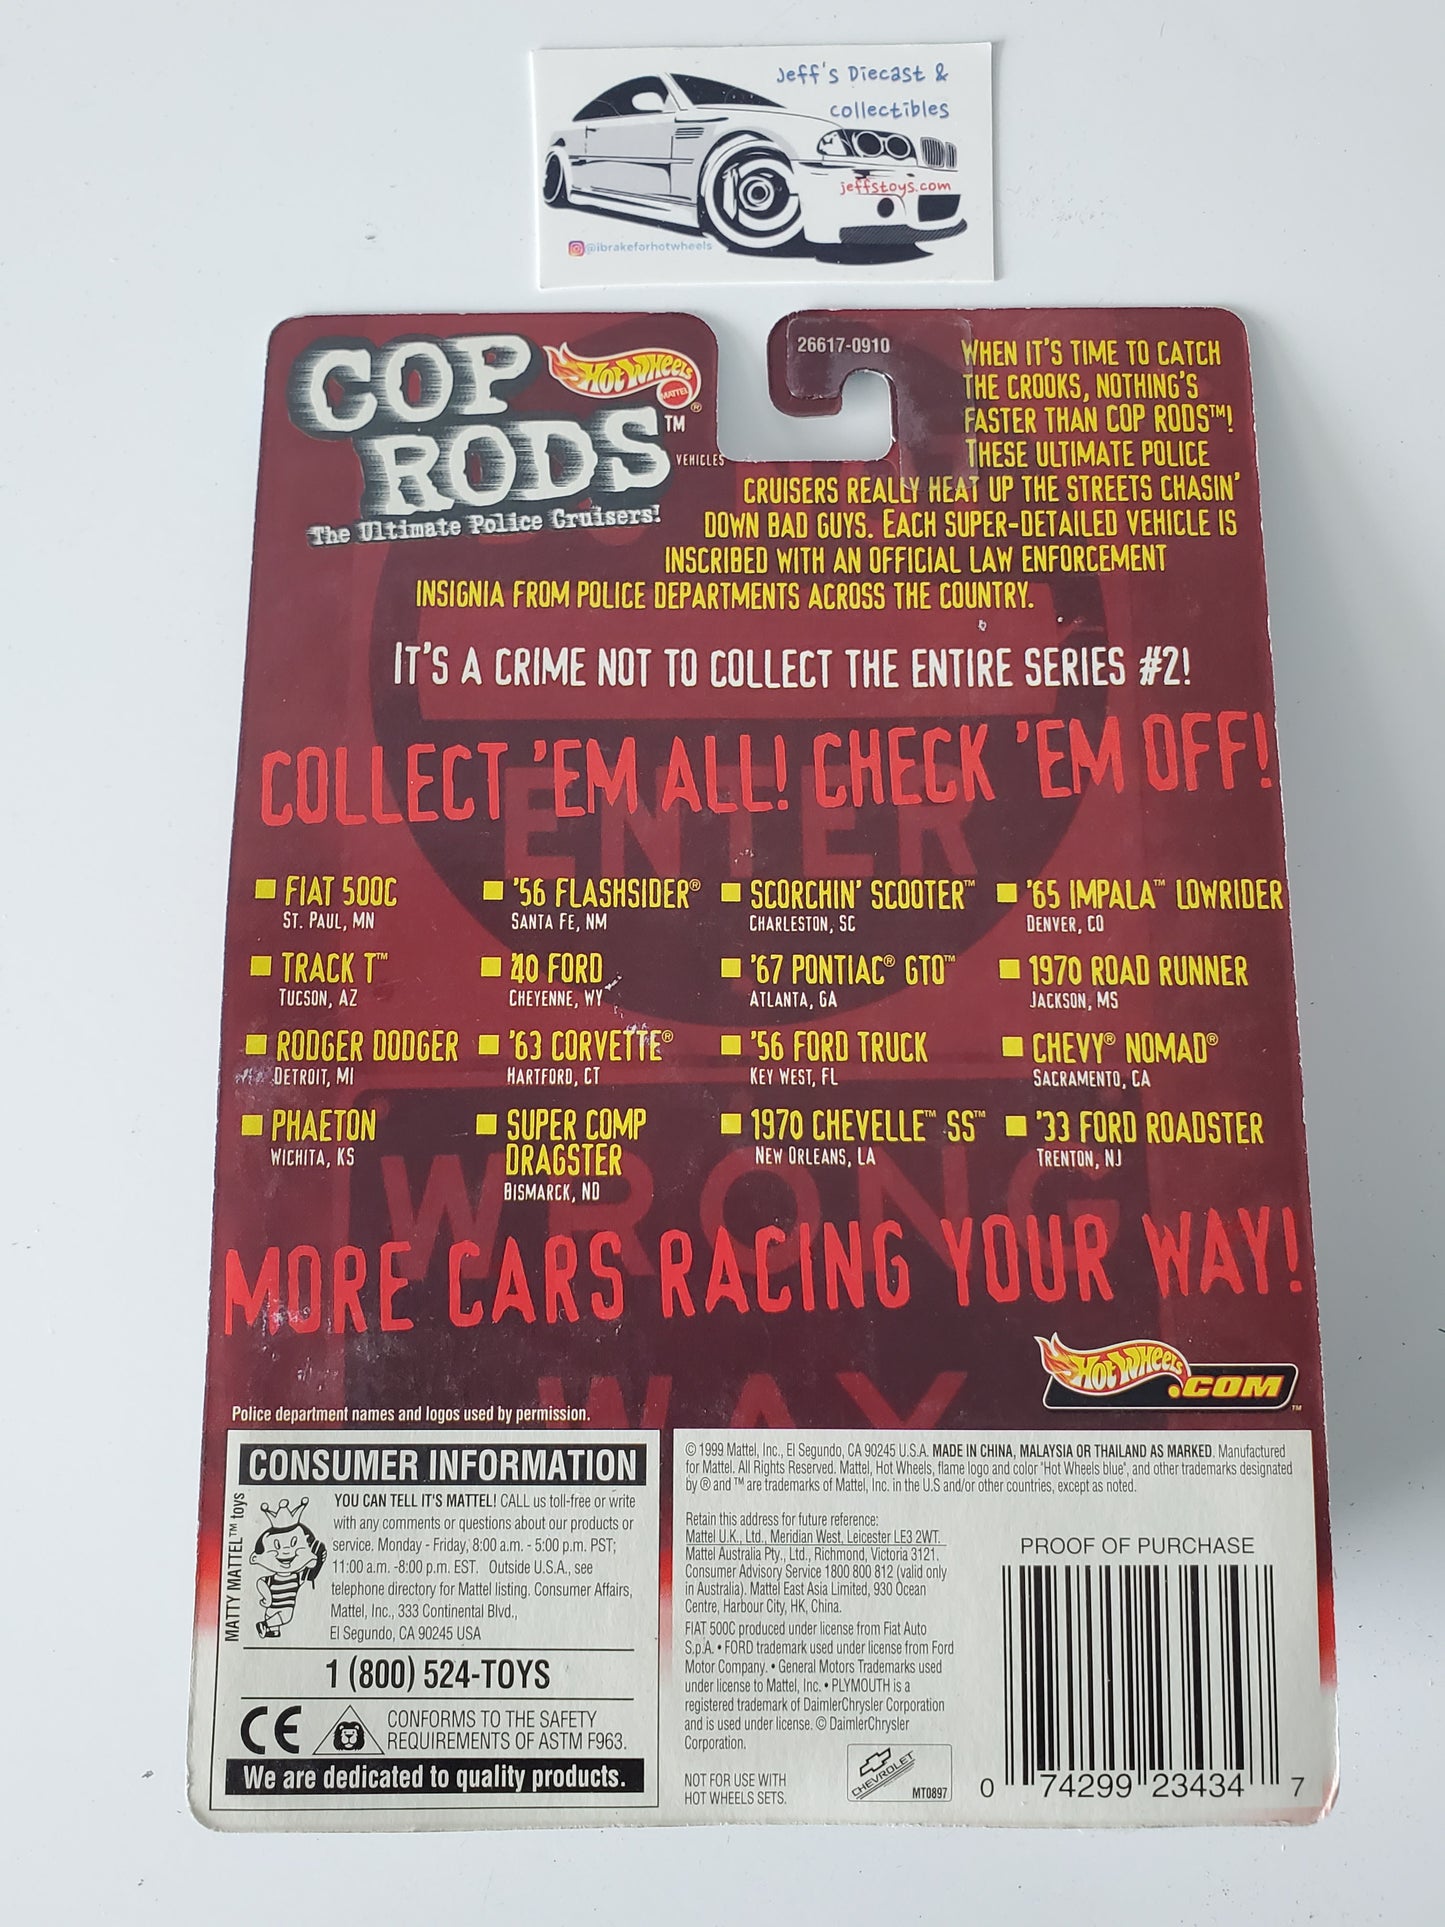 Jeff's Diecast &
collectibles
jeffstoys.com
@ibrakeforhotwheels
COP
RODS™
VEHICLES
The Ultimate Police Cruisers!
Hot Wheels
MATTEL
®
26617-0910
WHEN IT'S TIME TO CATCH
THE CROOKS, NOTHING'S
FASTER THAN COP RODS™!
THESE ULTIMATE POLICE
CRUISERS REALLY HEAT UP THE STREETS CHASIN'
DOWN BAD GUYS. EACH SUPER-DETAILED VEHICLE IS
INSCRIBED WITH AN OFFICIAL LAW ENFORCEMENT
INSIGNIA FROM POLICE DEPARTMENTS ACROSS THE COUNTRY.
IT'S A CRIME NOT TO COLLECT THE ENTIRE SERIES #2!
COLLECT 'EM ALL! CHECK 'EM OFF!
ENTER
FIAT 500C
ST. PAUL, MN
TRACK T™
TUCSON, AZ
RODGER DODGER
DETROIT, MI
PHAETON
WICHITA, KS
'56 FLASHSIDER®
SANTA FE, NM
'40 FORD
CHEYENNE, WY
'63 CORVETTE®
HARTFORD, CT
SUPER COMP
DRAGSTER
BISMARCK, ND
SCORCHIN' SCOOTER™
CHARLESTON, SC
'67 PONTIAC® GTO™
ATLANTA, GA
'56 FORD TRUCK
KEY WEST, FL
1970 CHEVELLE™ SS™
NEW ORLEANS, LA
'65 IMPALA™ LOWRIDER
DENVER, CO
1970 ROAD RUNNER
JACKSON, MS
CHEVY® NOMAD®
SACRAMENTO, CA
'33 FORD ROADSTER
TRENTON, NJ
WRONG
MORE CARS RACING YOUR WAY!
WAY
Hot Wheels
.COM
™
Police department names and logos used by permission.
CONSUMER INFORMATION
MATTY MATTEL™ toys
YOU CAN TELL IT'S MATTEL! CALL us toll-free or write
with any comments or questions about our products or
service. Monday - Friday, 8:00 a.m. - 5:00 p.m. PST;
11:00 a.m. -8:00 p.m. EST. Outside U.S.A., see
telephone directory for Mattel listing. Consumer Affairs,
Mattel, Inc., 333 Continental Blvd.,
El Segundo, CA 90245 USA
1 (800) 524-TOYS
CE
CONFORMS TO THE SAFETY
REQUIREMENTS OF ASTM F963.
We are dedicated to quality products.
© 1999 Mattel, Inc., El Segundo, CA 90245 U.S.A. MADE IN CHINA, MALAYSIA OR THAILAND AS MARKED. Manufactured
for Mattel. All Rights Reserved. Mattel, Hot Wheels, flame logo and color "Hot Wheels blue", and other trademarks designated
by ® and ™ are trademarks of Mattel, Inc. in the U.S and/or other countries, except as noted.
Retain this address for future reference:
Mattel U.K., Ltd., Meridian West, Leicester LE3 2WT.
Mattel Australia Pty., Ltd., Richmond, Victoria 3121.
Consumer Advisory Service 1800 800 812 (valid only
in Australia). Mattel East Asia Limited, 930 Ocean
Centre, Harbour City, HK, China.
FIAT 500C produced under license from Fiat Auto
S.p.A. • FORD trademark used under license from Ford
Motor Company. • General Motors Trademarks used
under license to Mattel, Inc. • PLYMOUTH is a
registered trademark of DaimlerChrysler Corporation
and is used under license. © DaimlerChrysler
Corporation.
NOT FOR USE WITH
HOT WHEELS SETS.
CHEVROLET
MT0897
PROOF OF PURCHASE
0 74299 23434 7